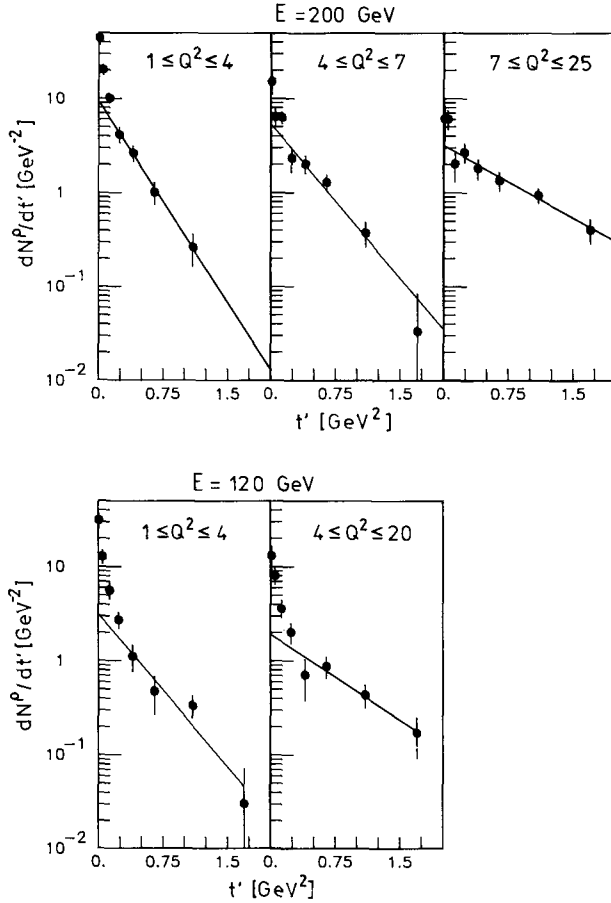 E = 200 GeV
1 ≤ Q² ≤ 4
4 ≤ Q² ≤ 7
7 ≤ Q² ≤ 25
dNᵖ/dt' [GeV⁻²]
10
1
10⁻¹
10⁻²
0. 0.75 1.5 0. 0.75 1.5 0. 0.75 1.5
t' [GeV²]
E = 120 GeV
1 ≤ Q² ≤ 4
4 ≤ Q² ≤ 20
dNᵖ/dt' [GeV⁻²]
10
1
10⁻¹
10⁻²
0. 0.75 1.5 0. 0.75 1.5
t' [GeV²]